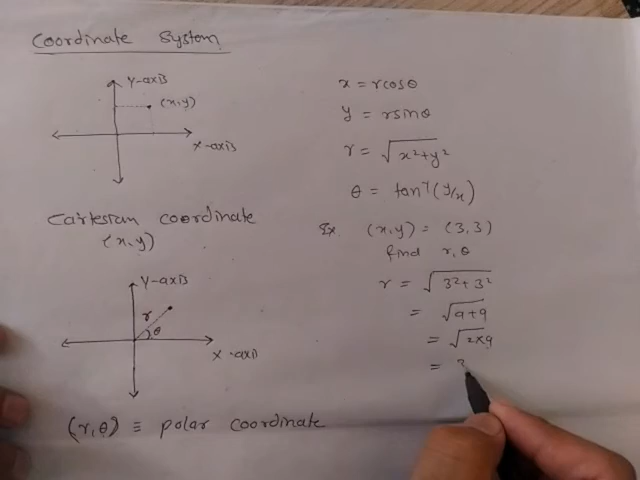 Coordinate System
Y-axis
(x,y)
X-axis
Cartesian coordinate
(x,y)
Y-axis
r
θ
X-axis
(r,θ) ≡ polar coordinate
x = rcosθ
y = rsinθ
r = √x²+y²
θ = tan⁻¹(y/x)
Ex. (x,y) = (3,3)
find r,θ
r = √3²+3²
= √9+9
= √2×9
= 3